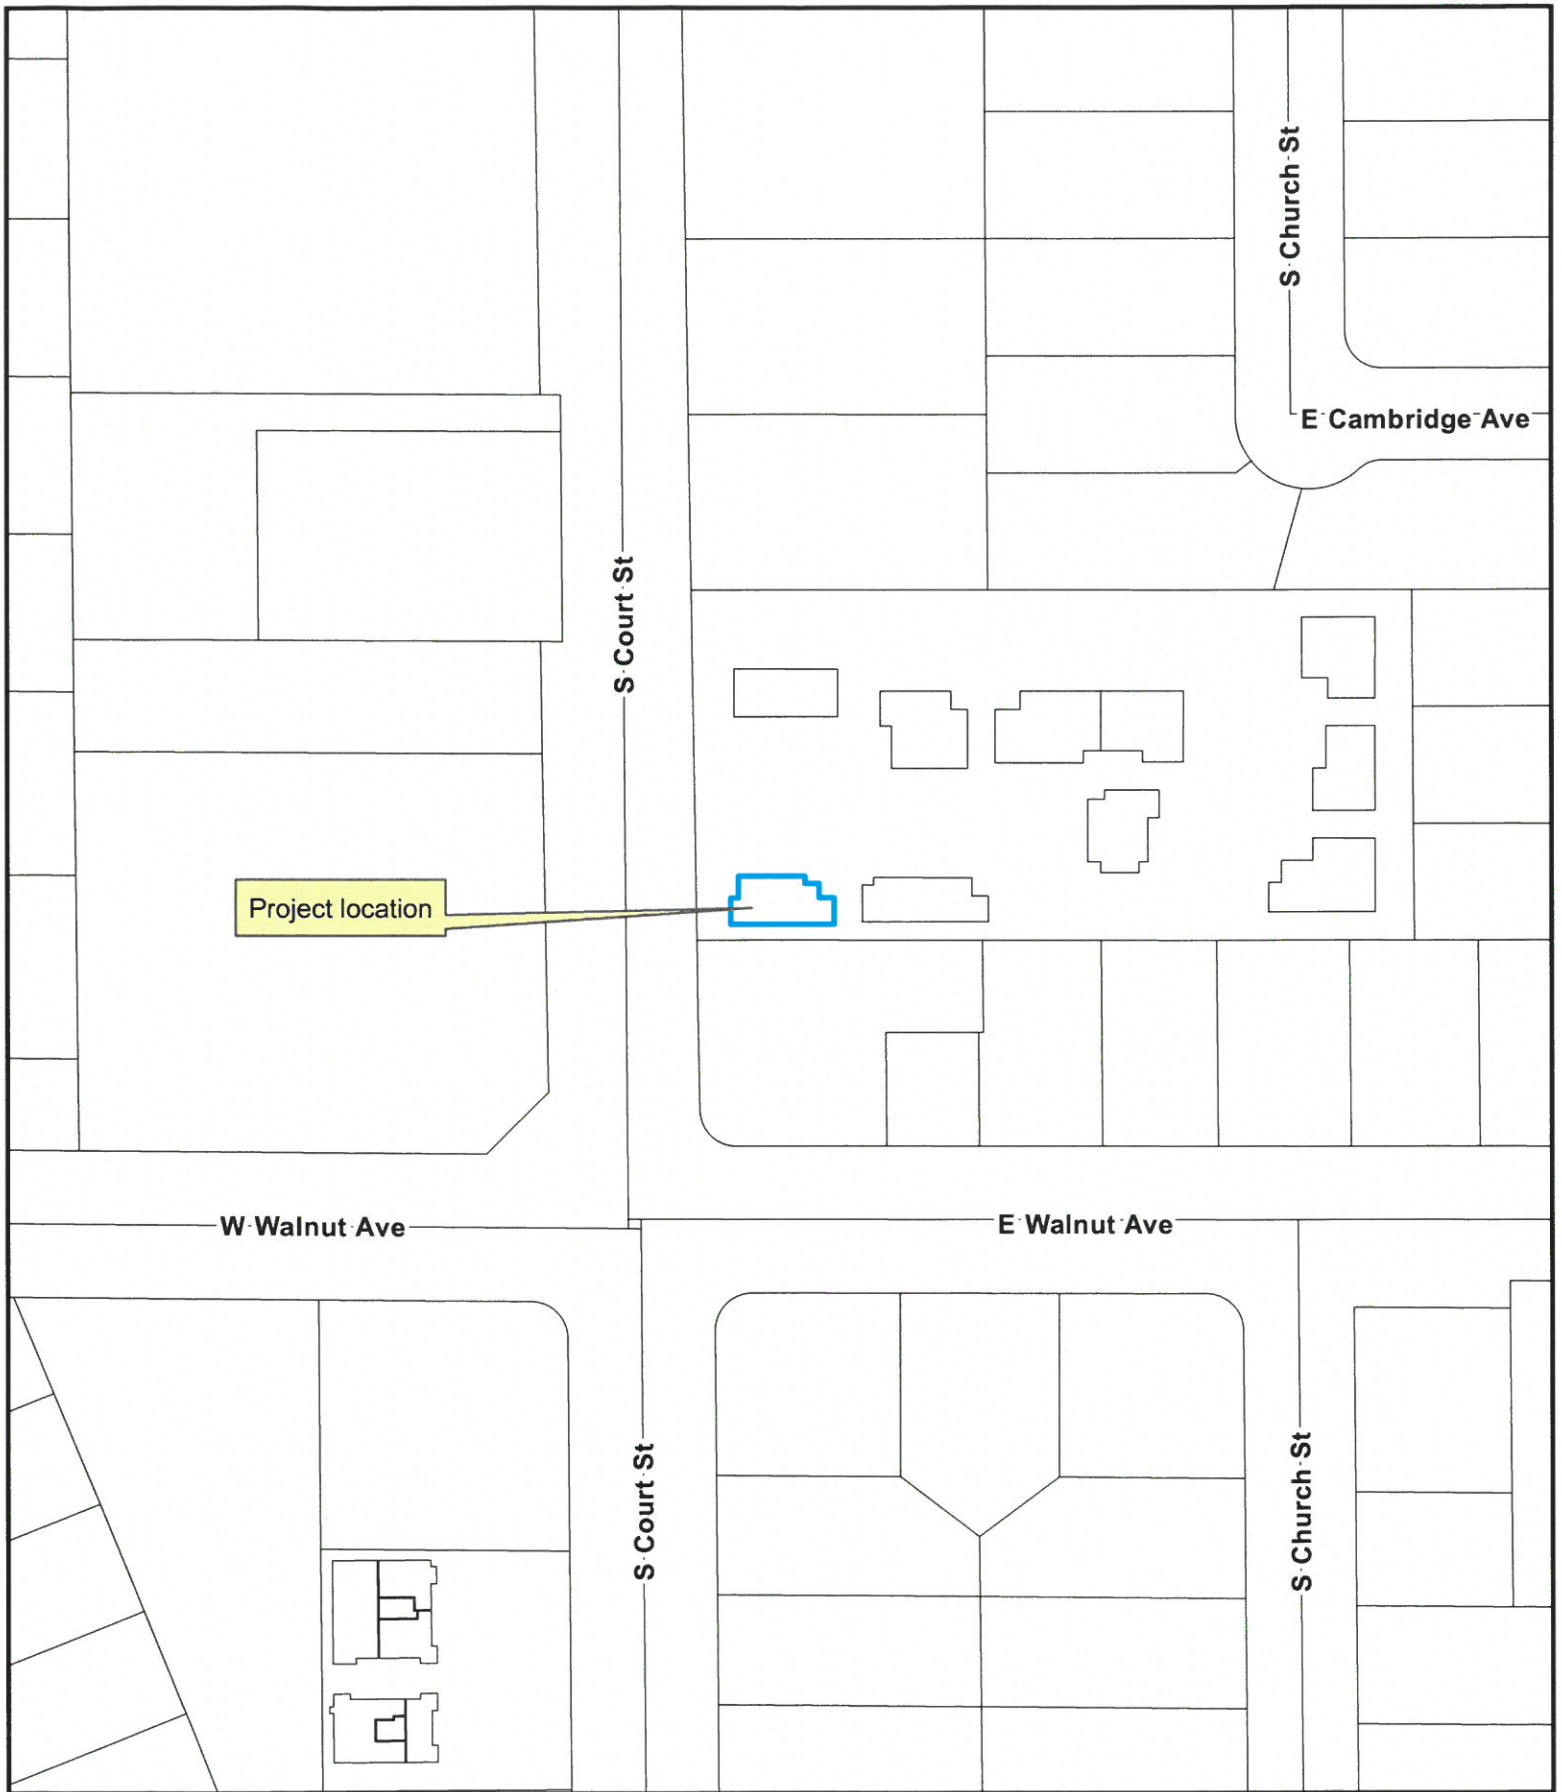 S Church St
E Cambridge Ave
S Court St
Project location
W Walnut Ave
E Walnut Ave
S Court St
S Church St